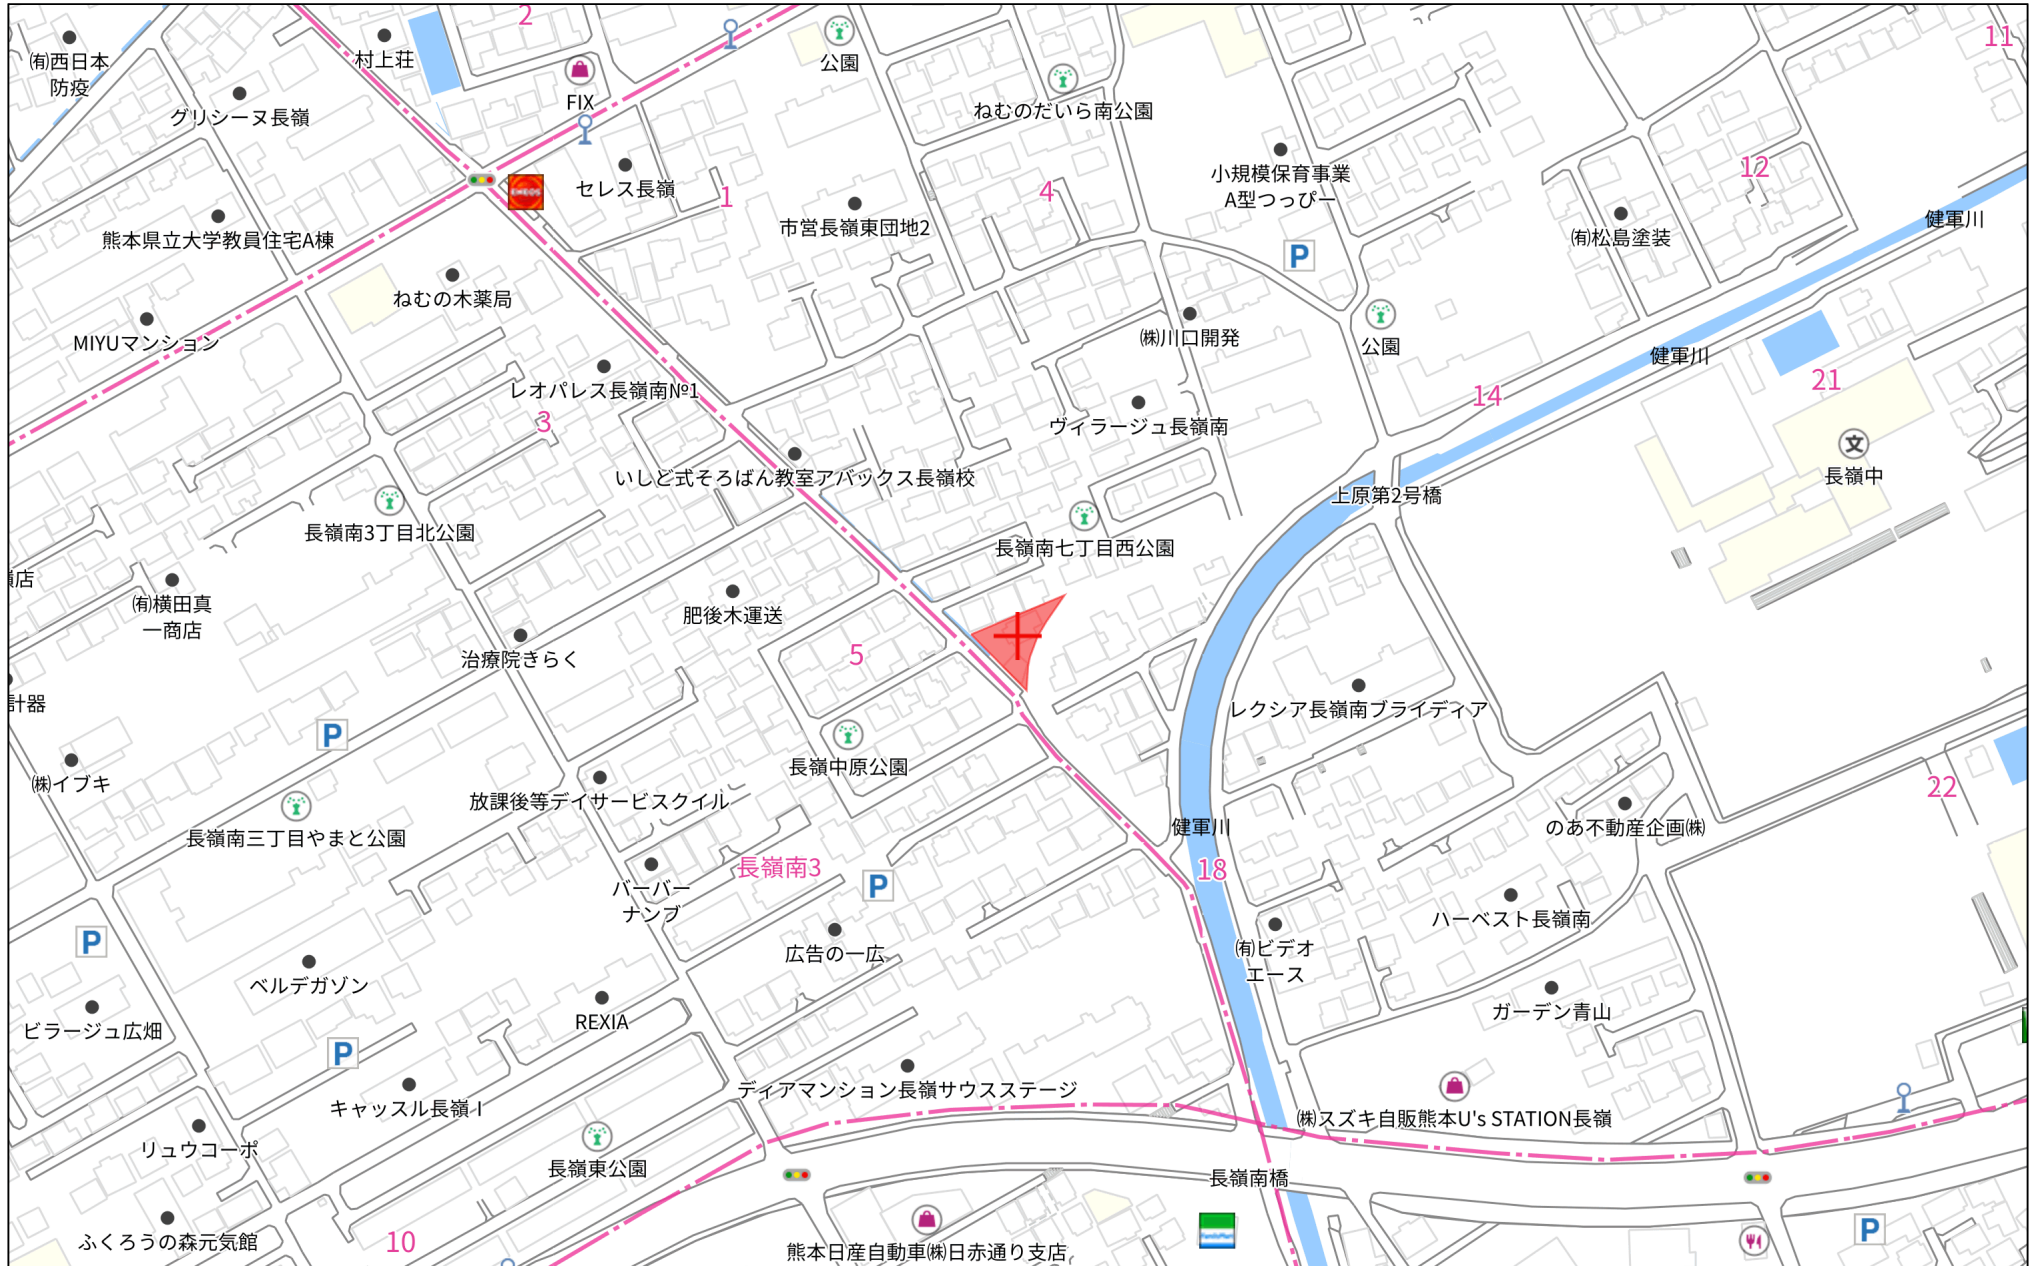 2
11
㈲西日本
防疫
村上荘
公園
FIX
グリシーヌ長嶺
ねむのだいら南公園
セレス長嶺
1
4
小規模保育事業
A型つっぴー
12
ENEOS
市営長嶺東団地2
㈲松島塗装
健軍川
熊本県立大学教員住宅A棟
P
ねむの木薬局
MIYUマンション
㈱川口開発
公園
健軍川
21
レオパレス長嶺南№1
3
14
ヴィラージュ長嶺南
文
長嶺中
いしど式そろばん教室アバックス長嶺校
上原第2号橋
長嶺南3丁目北公園
長嶺南七丁目西公園
店
㈲横田真
一商店
肥後木運送
5
治療院きらく
計器
レクシア長嶺南ブライディア
P
長嶺中原公園
㈱イブキ
22
放課後等デイサービスクイル
長嶺南三丁目やまと公園
健軍川
のあ不動産企画㈱
長嶺南3
18
P
バーバー
ナンブ
ハーベスト長嶺南
P
広告の一広
㈲ビデオ
エース
ベルデガゾン
ガーデン青山
REXIA
ビラージュ広畑
P
ディアマンション長嶺サウスステージ
キャッスル長嶺Ⅰ
㈱スズキ自販熊本U's STATION長嶺
リュウコーポ
長嶺東公園
長嶺南橋
FamilyMart
P
ふくろうの森元気館
10
熊本日産自動車㈱日赤通り支店